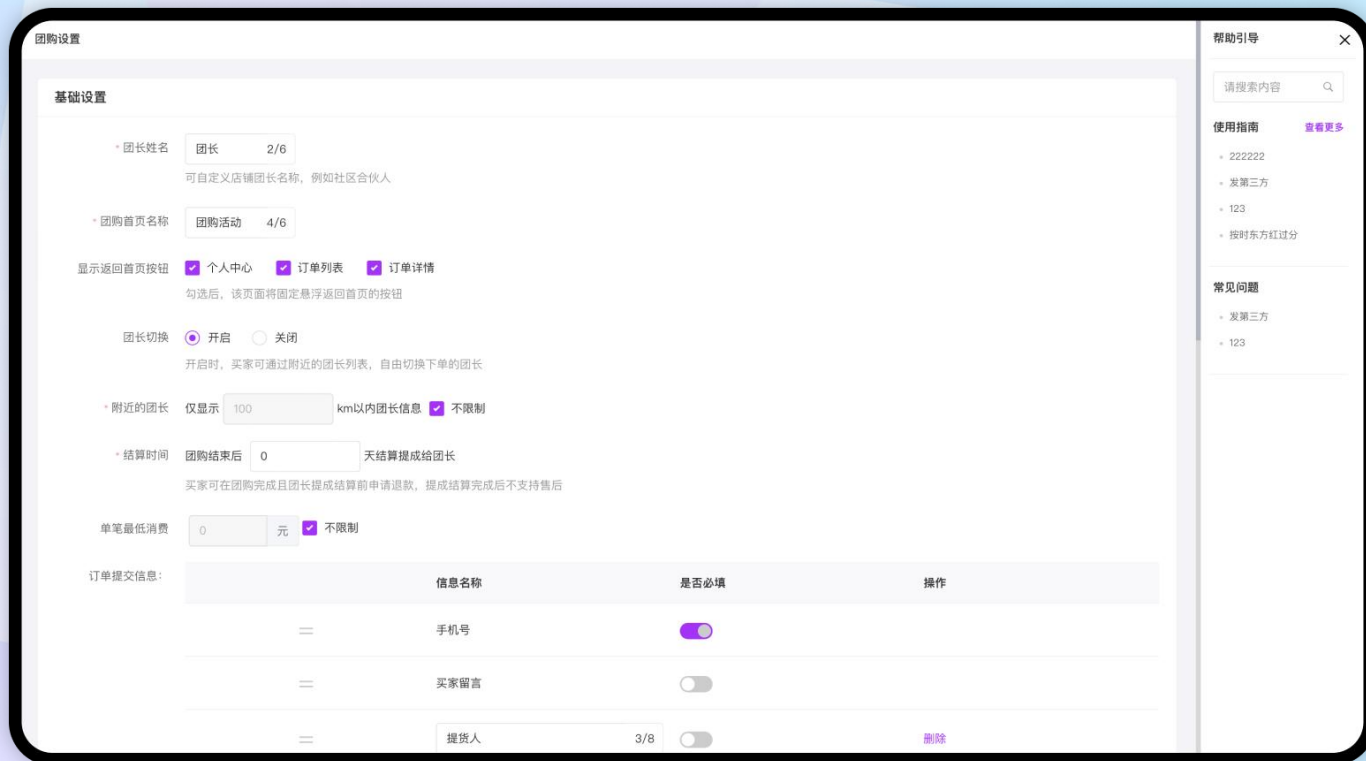 团购设置
基础设置
* 团长姓名 团长 2/6
可自定义店铺团长名称，例如社区合伙人
* 团购首页名称 团购活动 4/6
显示返回首页按钮 个人中心 订单列表 订单详情
勾选后，该页面将固定悬浮返回首页的按钮
团长切换 开启 关闭
开启时，买家可通过附近的团长列表，自由切换下单的团长
* 附近的团长 仅显示 100 km以内团长信息 不限制
* 结算时间 团购结束后 0 天结算提成给团长
买家可在团购完成且团长提成结算前申请退款，提成结算完成后不支持售后
单笔最低消费 0 元 不限制
订单提交信息：
信息名称 是否必填 操作
手机号
买家留言
提货人 3/8 删除
帮助引导
请搜索内容
使用指南 查看更多
222222
发第三方
123
按时东方红过分
常见问题
发第三方
123